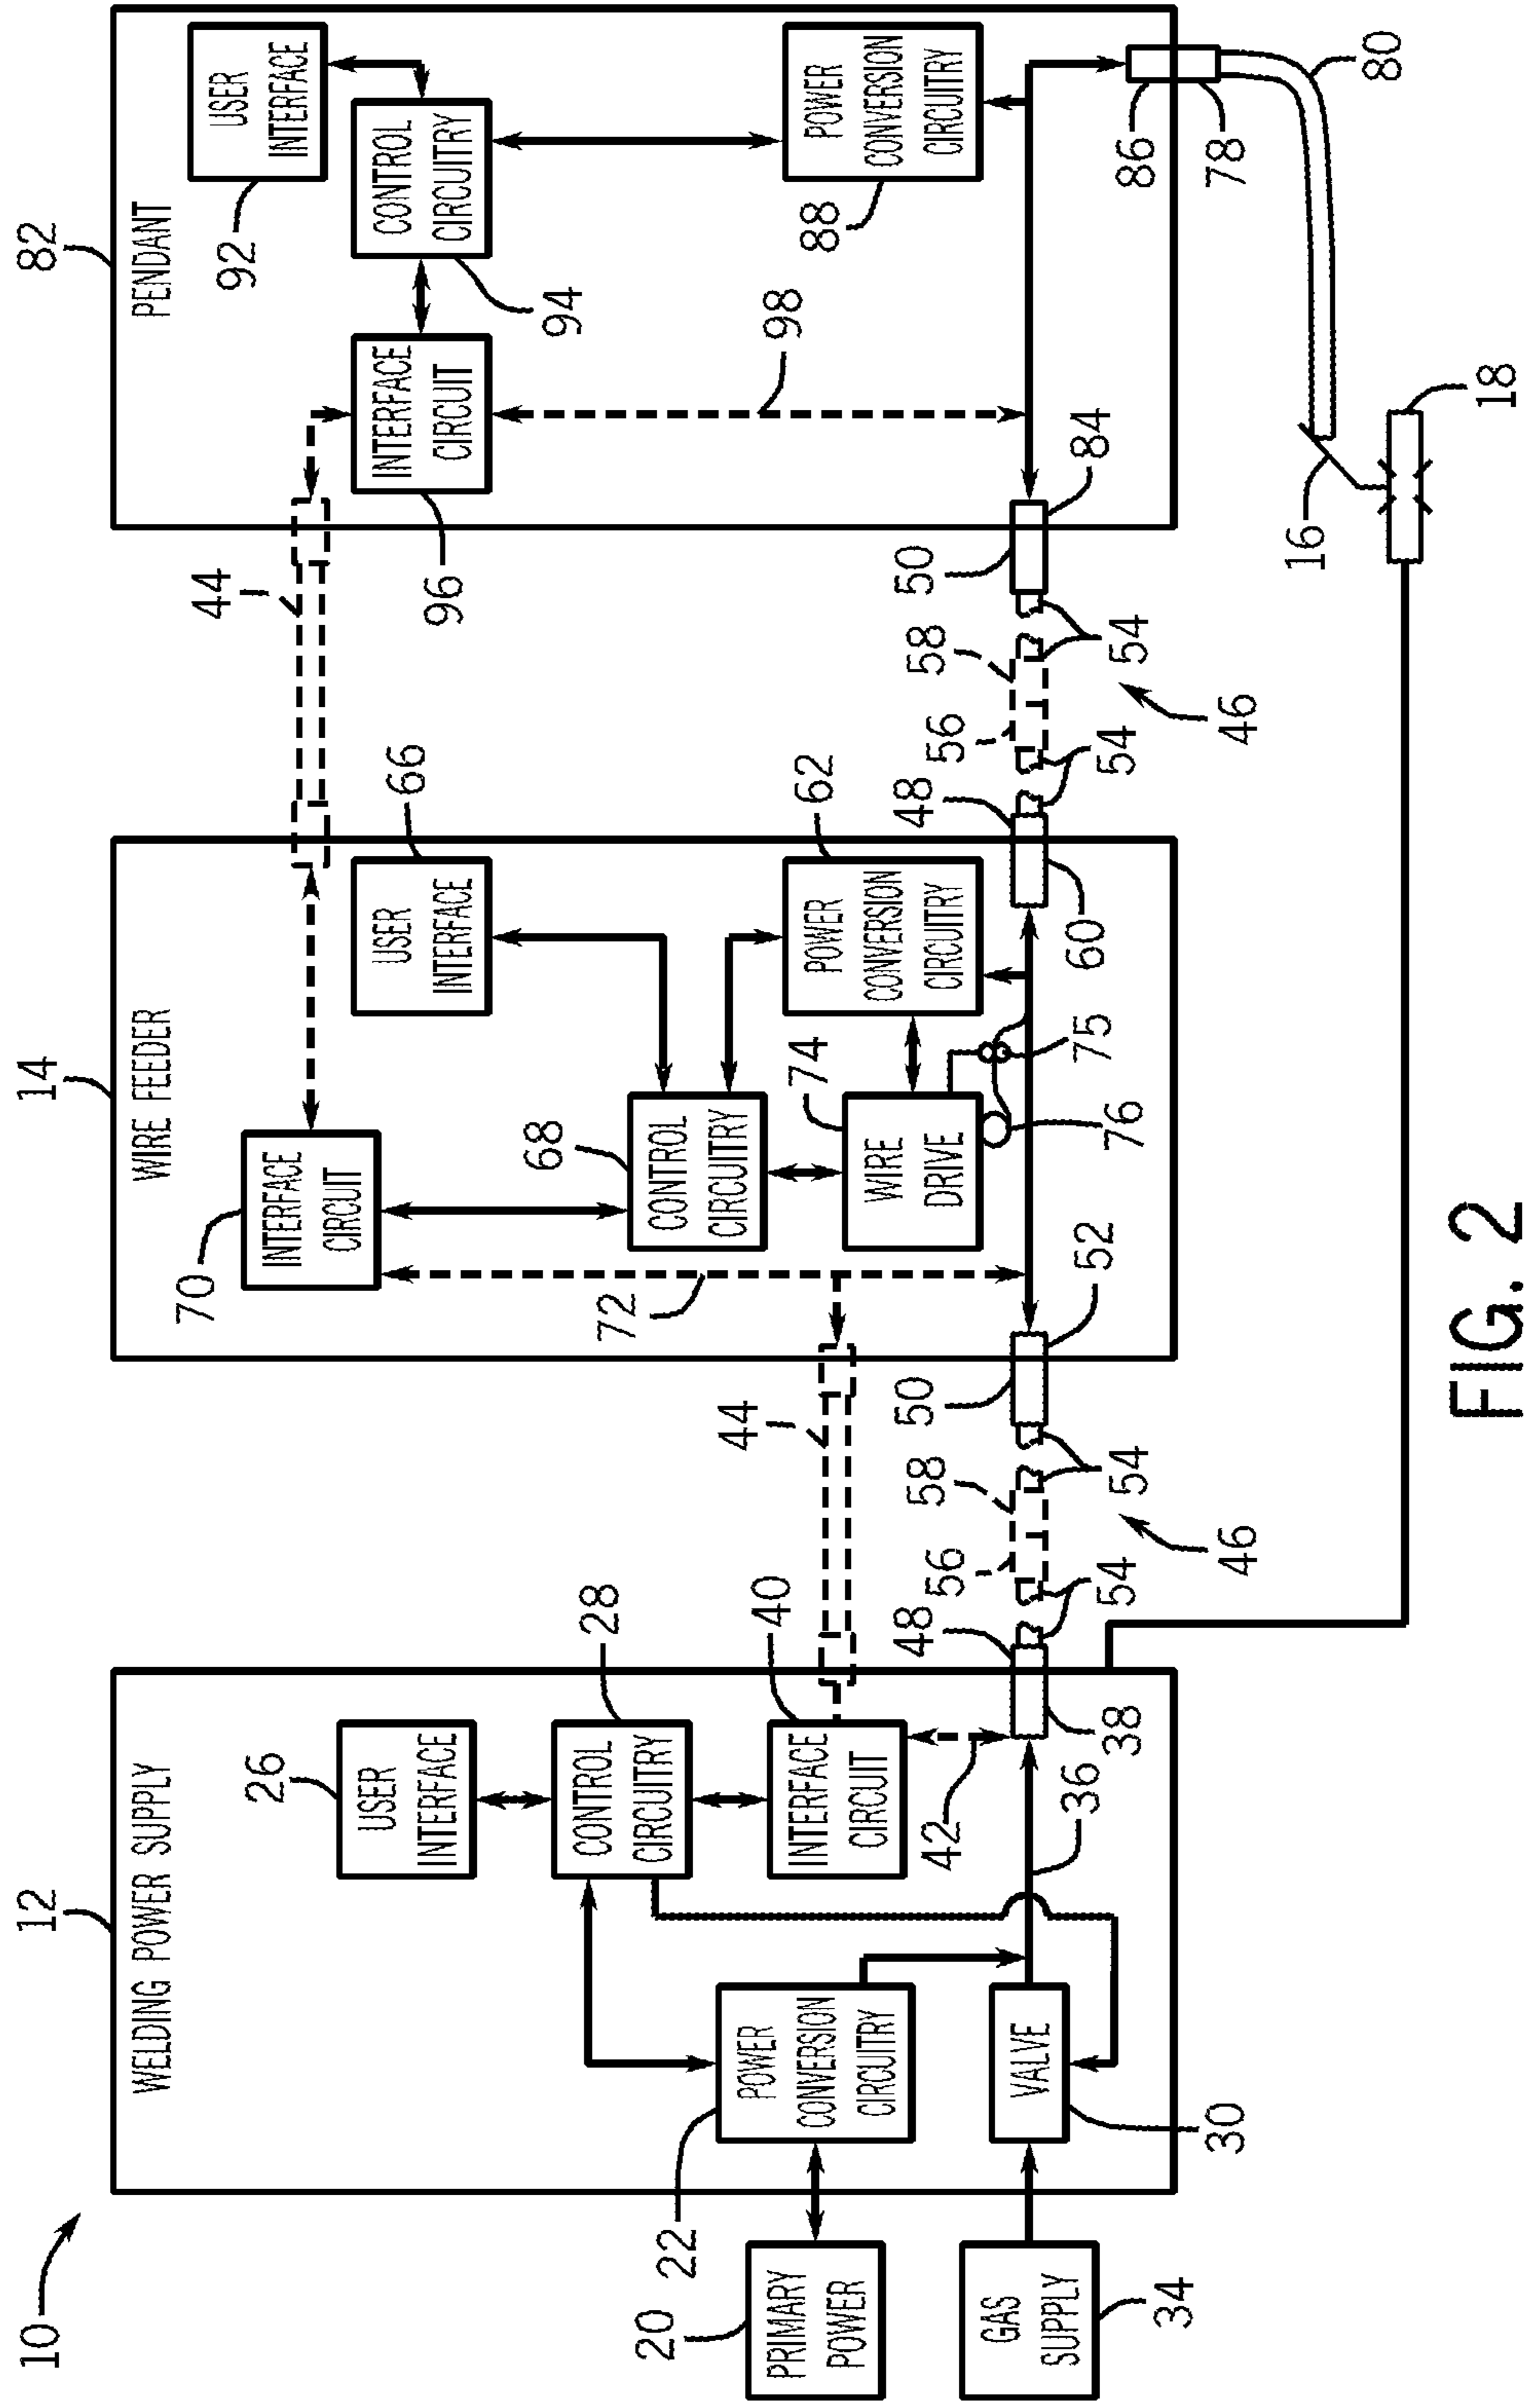 10
12
WELDING POWER SUPPLY
26
USER
INTERFACE
28
CONTROL
CIRCUITRY
40
INTERFACE
CIRCUIT
42
22
POWER
CONVERSION
CIRCUITRY
20
PRIMARY
POWER
34
GAS
SUPPLY
30
VALVE
36
38
44
48
54
56
58
54
46
50
52
14
WIRE FEEDER
70
INTERFACE
CIRCUIT
72
66
USER
INTERFACE
68
CONTROL
CIRCUITRY
62
POWER
CONVERSION
CIRCUITRY
74
WIRE
DRIVE
75
76
60
44
48
54
56
58
54
46
50
84
82
PENDANT
92
USER
INTERFACE
94
CONTROL
CIRCUITRY
96
INTERFACE
CIRCUIT
98
88
POWER
CONVERSION
CIRCUITRY
86
78
80
16
18
FIG. 2